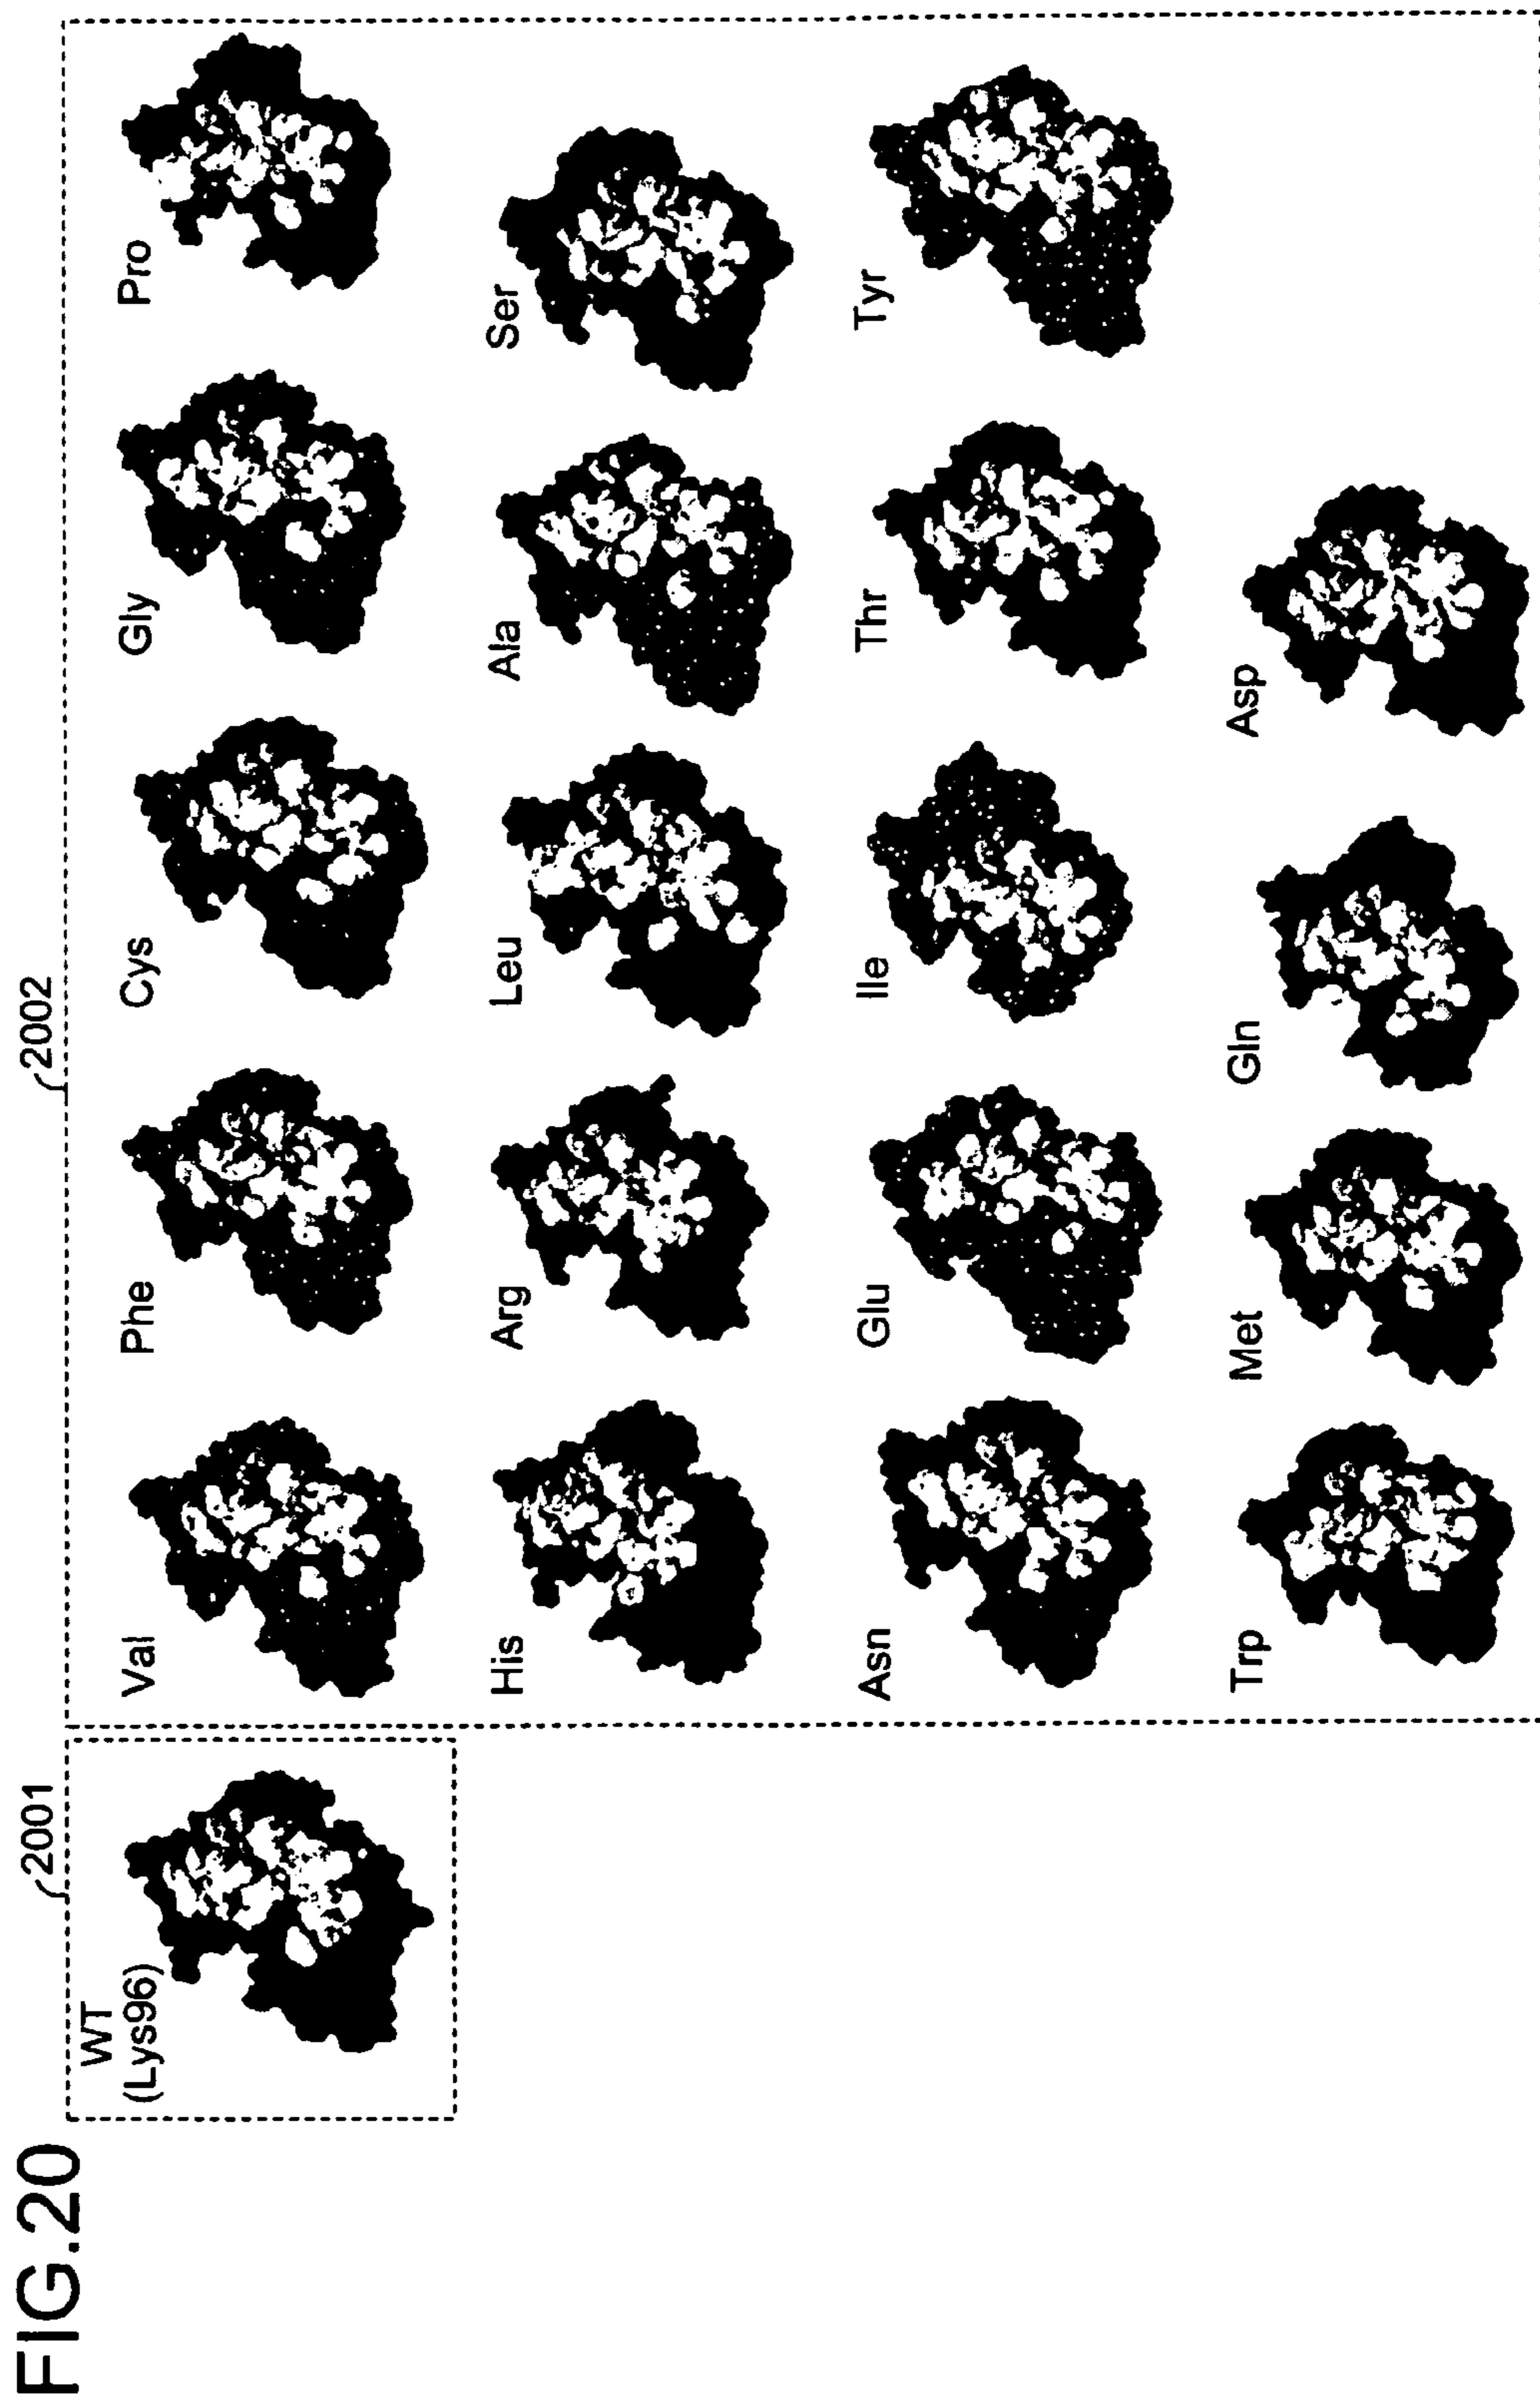 FIG.20
2001
WT
(Lys96)
2002
Val
Phe
Cys
Gly
Pro
His
Arg
Leu
Ala
Ser
Asn
Glu
Ile
Thr
Tyr
Trp
Met
Gln
Asp